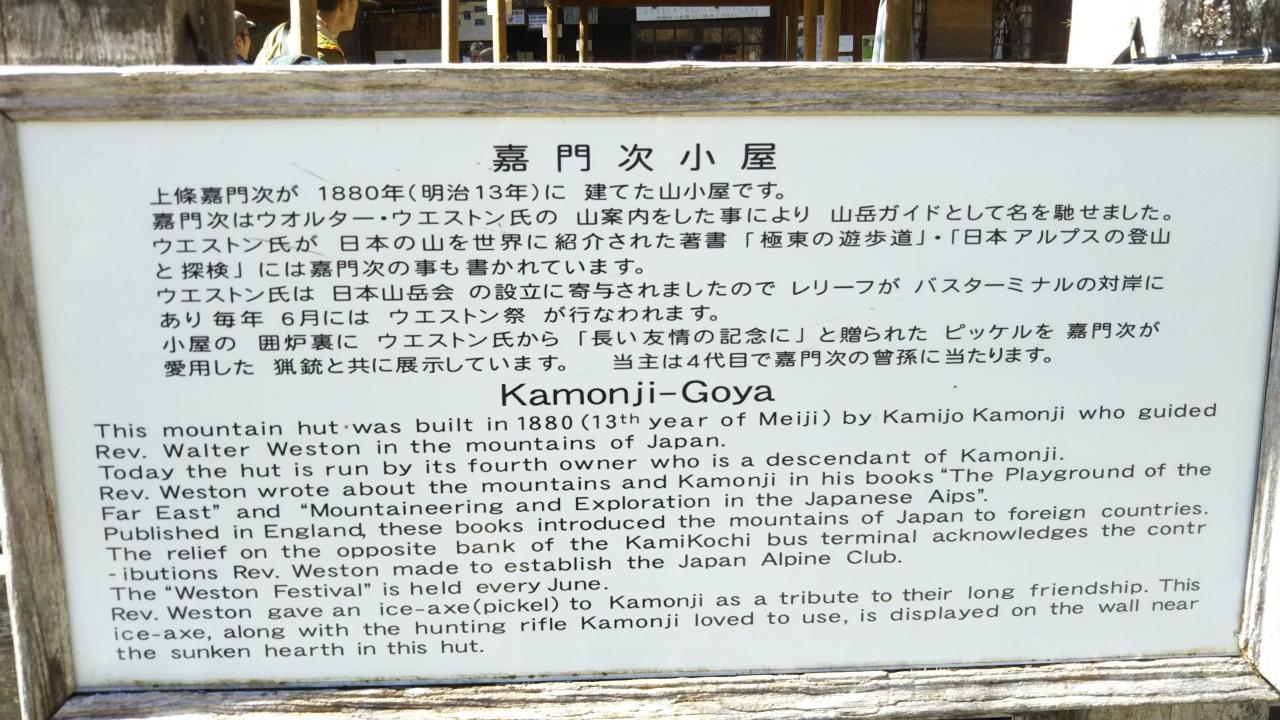 嘉門次小屋
上條嘉門次が 1880年(明治13年)に 建てた山小屋です。
嘉門次はウオルター・ウエストン氏の 山案内をした事により 山岳ガイドとして名を馳せました。
ウエストン氏が 日本の山を世界に紹介された著書 「極東の遊歩道」・「日本アルプスの登山
と探検」には嘉門次の事も書かれています。
ウエストン氏は 日本山岳会 の設立に寄与されましたので レリーフが バスターミナルの対岸に
あり 毎年 6月には ウエストン祭 が行なわれます。
小屋の 囲炉裏に ウエストン氏から 「長い友情の記念に」と贈られた ピッケルを 嘉門次が
愛用した 猟銃と共に展示しています。 当主は4代目で嘉門次の曾孫に当たります。
Kamonji-Goya
This mountain hut was built in 1880 (13th year of Meiji) by Kamijo Kamonji who guided
Rev. Walter Weston in the mountains of Japan.
Today the hut is run by its fourth owner who is a descendant of Kamonji.
Rev. Weston wrote about the mountains and Kamonji in his books “The Playground of the
Far East” and “Mountaineering and Exploration in the Japanese Aips”.
Published in England, these books introduced the mountains of Japan to foreign countries.
The relief on the opposite bank of the KamiKochi bus terminal acknowledges the contr
-ibutions Rev. Weston made to establish the Japan Alpine Club.
The “Weston Festival” is held every June.
Rev. Weston gave an ice-axe(pickel) to Kamonji as a tribute to their long friendship. This
ice-axe, along with the hunting rifle Kamonji loved to use, is displayed on the wall near
the sunken hearth in this hut.